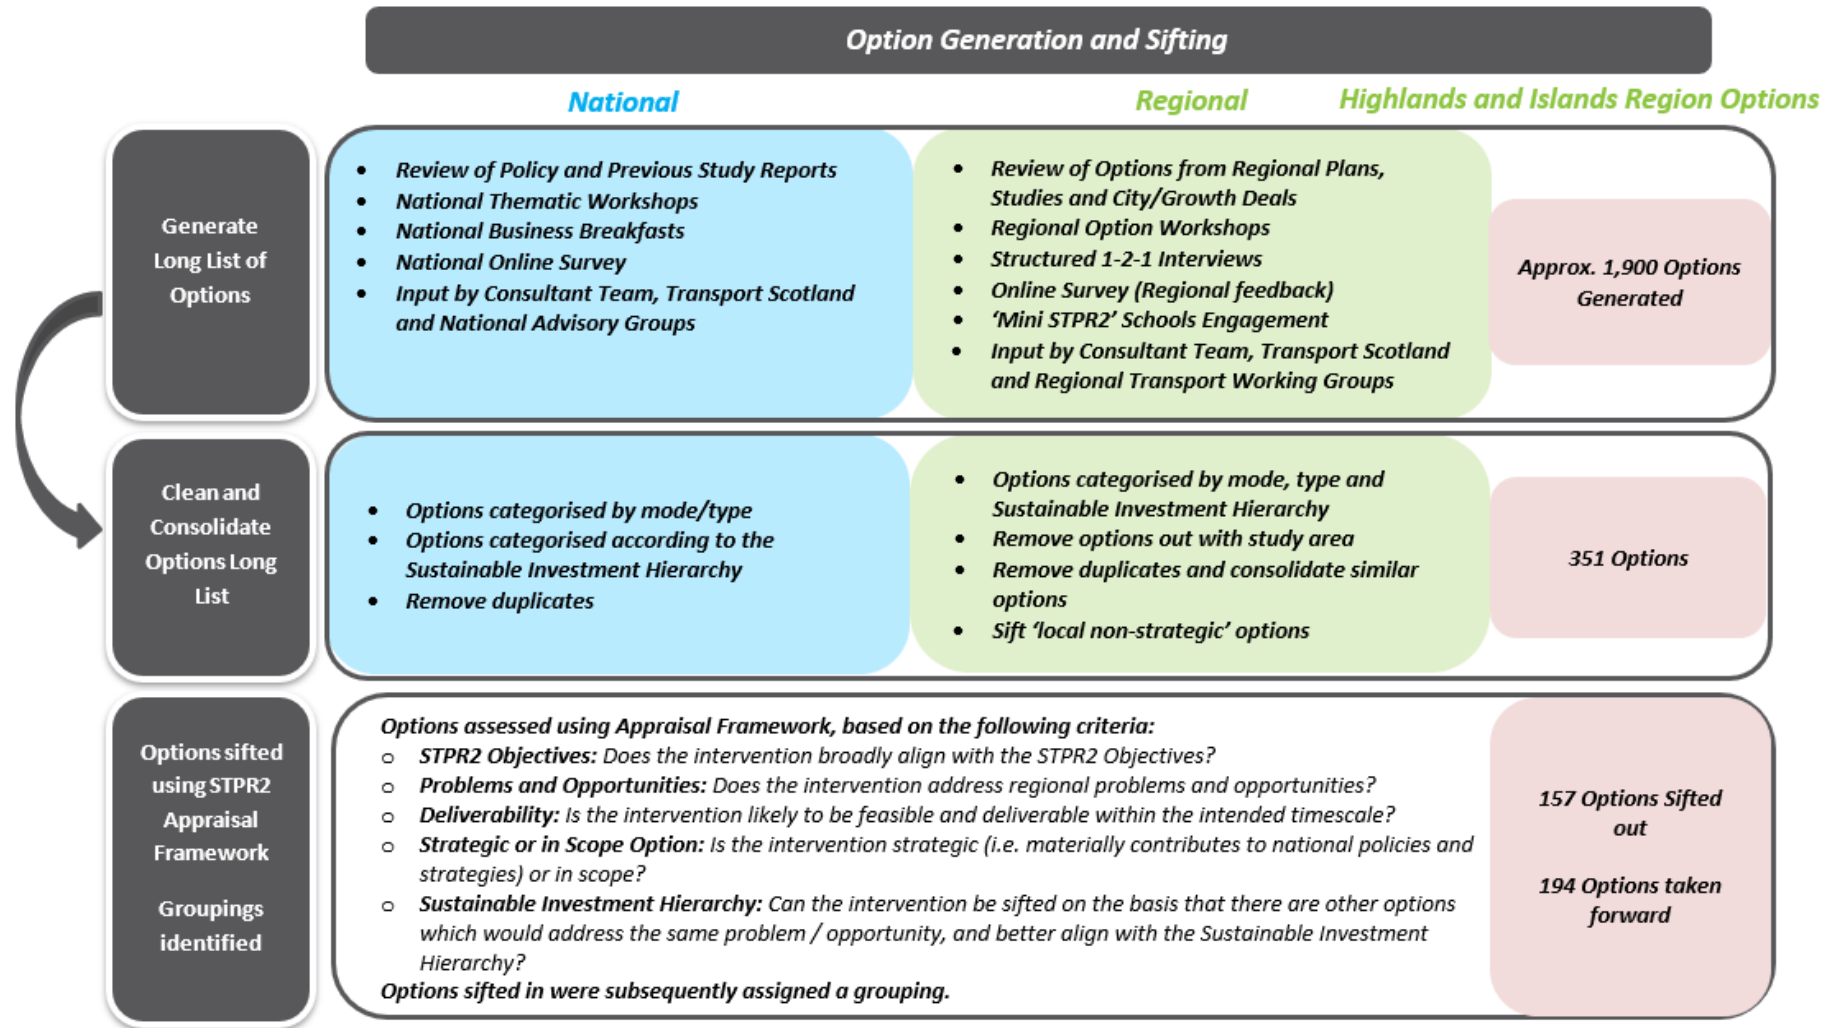 Option Generation and Sifting
National
Regional
Highlands and Islands Region Options
Generate
Long List of
Options
• Review of Policy and Previous Study Reports
• National Thematic Workshops
• National Business Breakfasts
• National Online Survey
• Input by Consultant Team, Transport Scotland
and National Advisory Groups
• Review of Options from Regional Plans,
Studies and City/Growth Deals
• Regional Option Workshops
• Structured 1-2-1 Interviews
• Online Survey (Regional feedback)
• ‘Mini STPR2’ Schools Engagement
• Input by Consultant Team, Transport Scotland
and Regional Transport Working Groups
Approx. 1,900 Options
Generated
Clean and
Consolidate
Options Long
List
• Options categorised by mode/type
• Options categorised according to the
Sustainable Investment Hierarchy
• Remove duplicates
• Options categorised by mode, type and
Sustainable Investment Hierarchy
• Remove options out with study area
• Remove duplicates and consolidate similar
options
• Sift ‘local non-strategic’ options
351 Options
Options sifted
using STPR2
Appraisal
Framework
Groupings
identified
Options assessed using Appraisal Framework, based on the following criteria:
o STPR2 Objectives: Does the intervention broadly align with the STPR2 Objectives?
o Problems and Opportunities: Does the intervention address regional problems and opportunities?
o Deliverability: Is the intervention likely to be feasible and deliverable within the intended timescale?
o Strategic or in Scope Option: Is the intervention strategic (i.e. materially contributes to national policies and
strategies) or in scope?
o Sustainable Investment Hierarchy: Can the intervention be sifted on the basis that there are other options
which would address the same problem / opportunity, and better align with the Sustainable Investment
Hierarchy?
Options sifted in were subsequently assigned a grouping.
157 Options Sifted
out
194 Options taken
forward